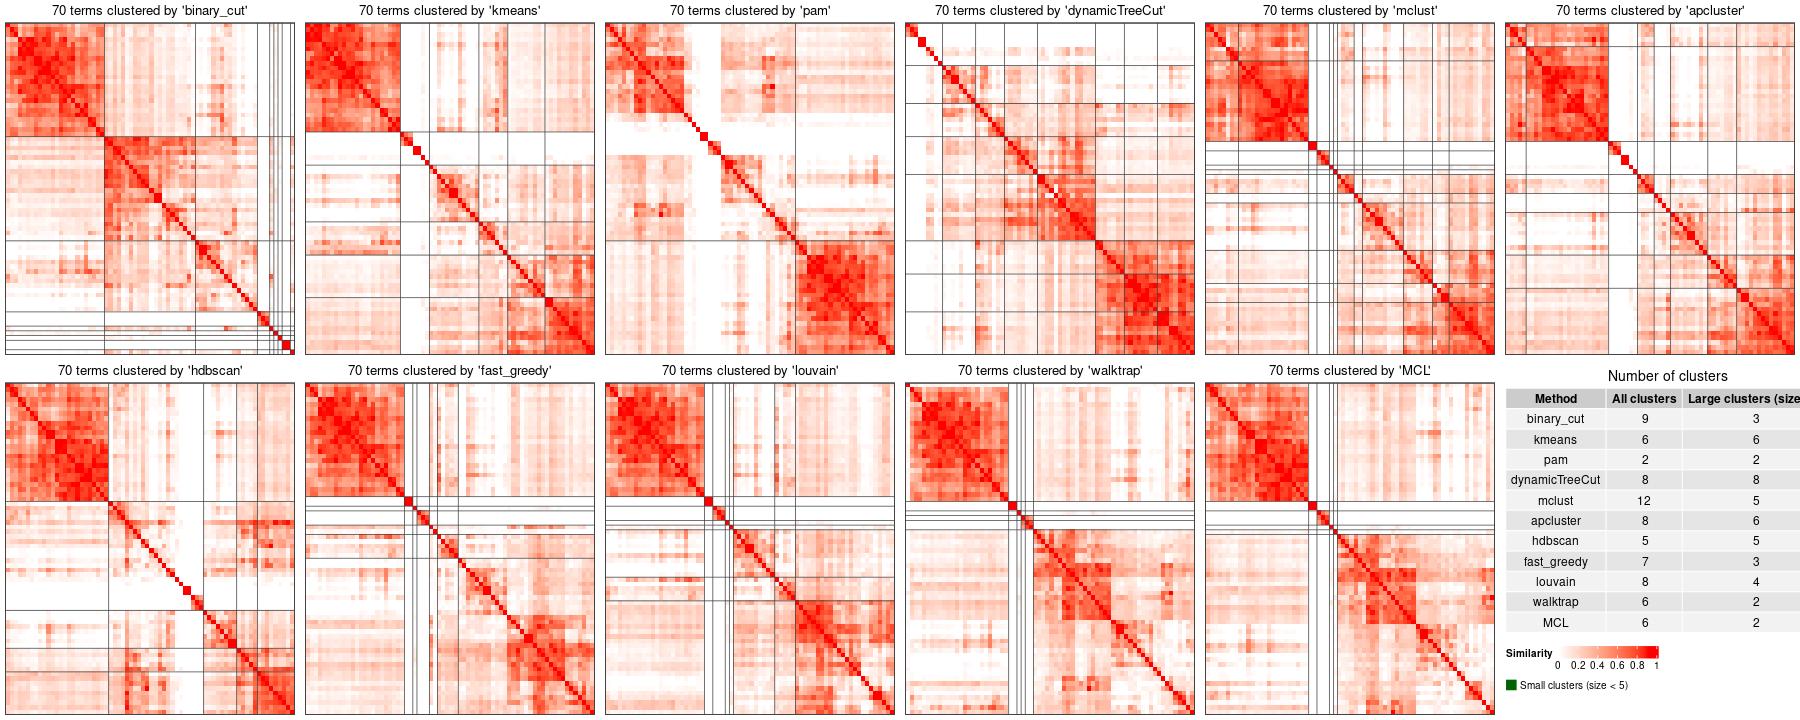 70 terms clustered by 'binary_cut'
70 terms clustered by 'kmeans'
70 terms clustered by 'pam'
70 terms clustered by 'dynamicTreeCut'
70 terms clustered by 'mclust'
70 terms clustered by 'apcluster'
70 terms clustered by 'hdbscan'
70 terms clustered by 'fast_greedy'
70 terms clustered by 'louvain'
70 terms clustered by 'walktrap'
70 terms clustered by 'MCL'
Number of clusters
Method All clusters Large clusters (size
binary_cut 9 3
kmeans 6 6
pam 2 2
dynamicTreeCut 8 8
mclust 12 5
apcluster 8 6
hdbscan 5 5
fast_greedy 7 3
louvain 8 4
walktrap 6 2
MCL 6 2
Similarity
0 0.2 0.4 0.6 0.8 1
Small clusters (size < 5)